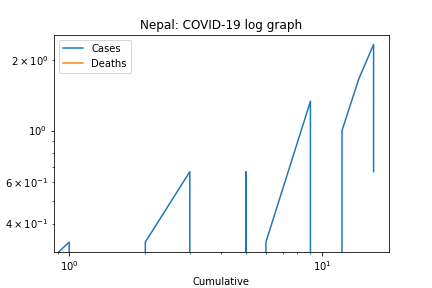 Nepal: COVID-19 log graph
Cases
Deaths
2 × 10⁰
10⁰
6 × 10⁻¹
4 × 10⁻¹
10⁰ 10¹
Cumulative